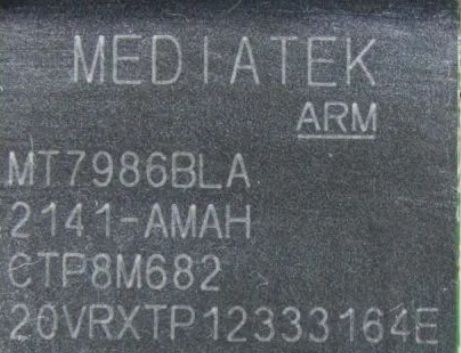 MEDIATEK
ARM
MT7986BLA
2141-AMAH
CTP8M682
20VRXTP12333164E